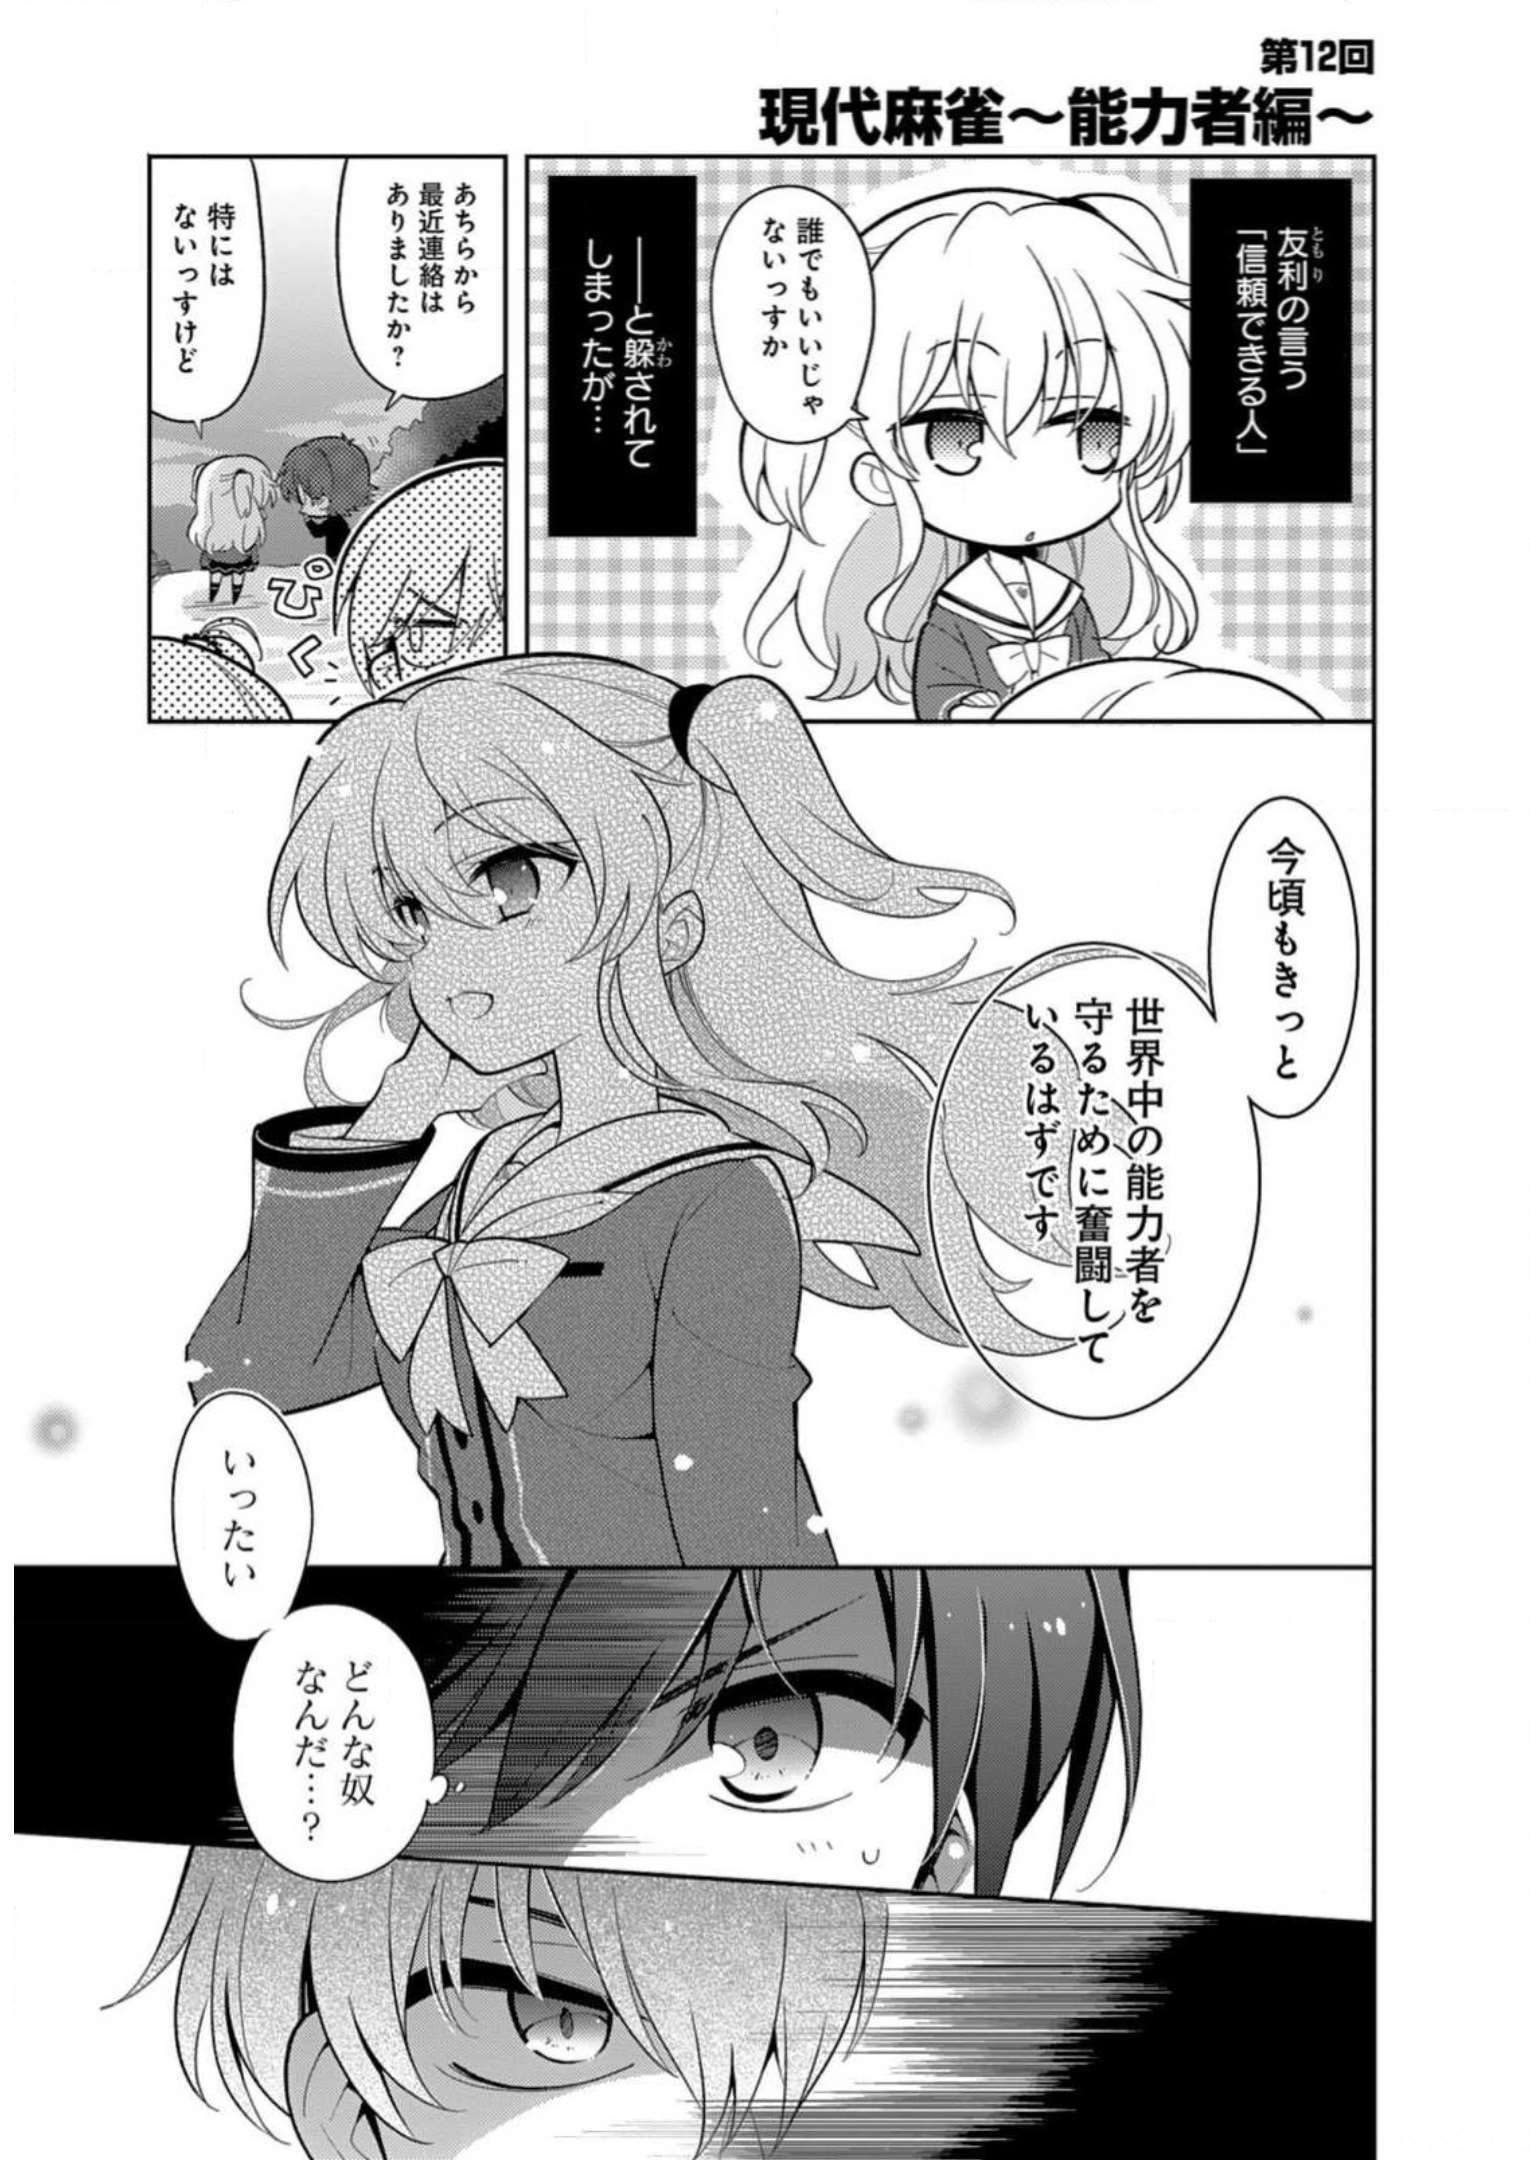 第12回
現代麻雀～能力者編～
友利の言う
ともり
「信頼できる人」
誰でもいいじゃ
ないっすか
――と躱されて
かわ
しまったが…
あちらから
最近連絡は
ありましたか?
特には
ないっすけど
ぴく
今頃もきっと
世界中の能力者を
守るために奮闘して
いるはずです
いったい
どんな奴
なんだ…?